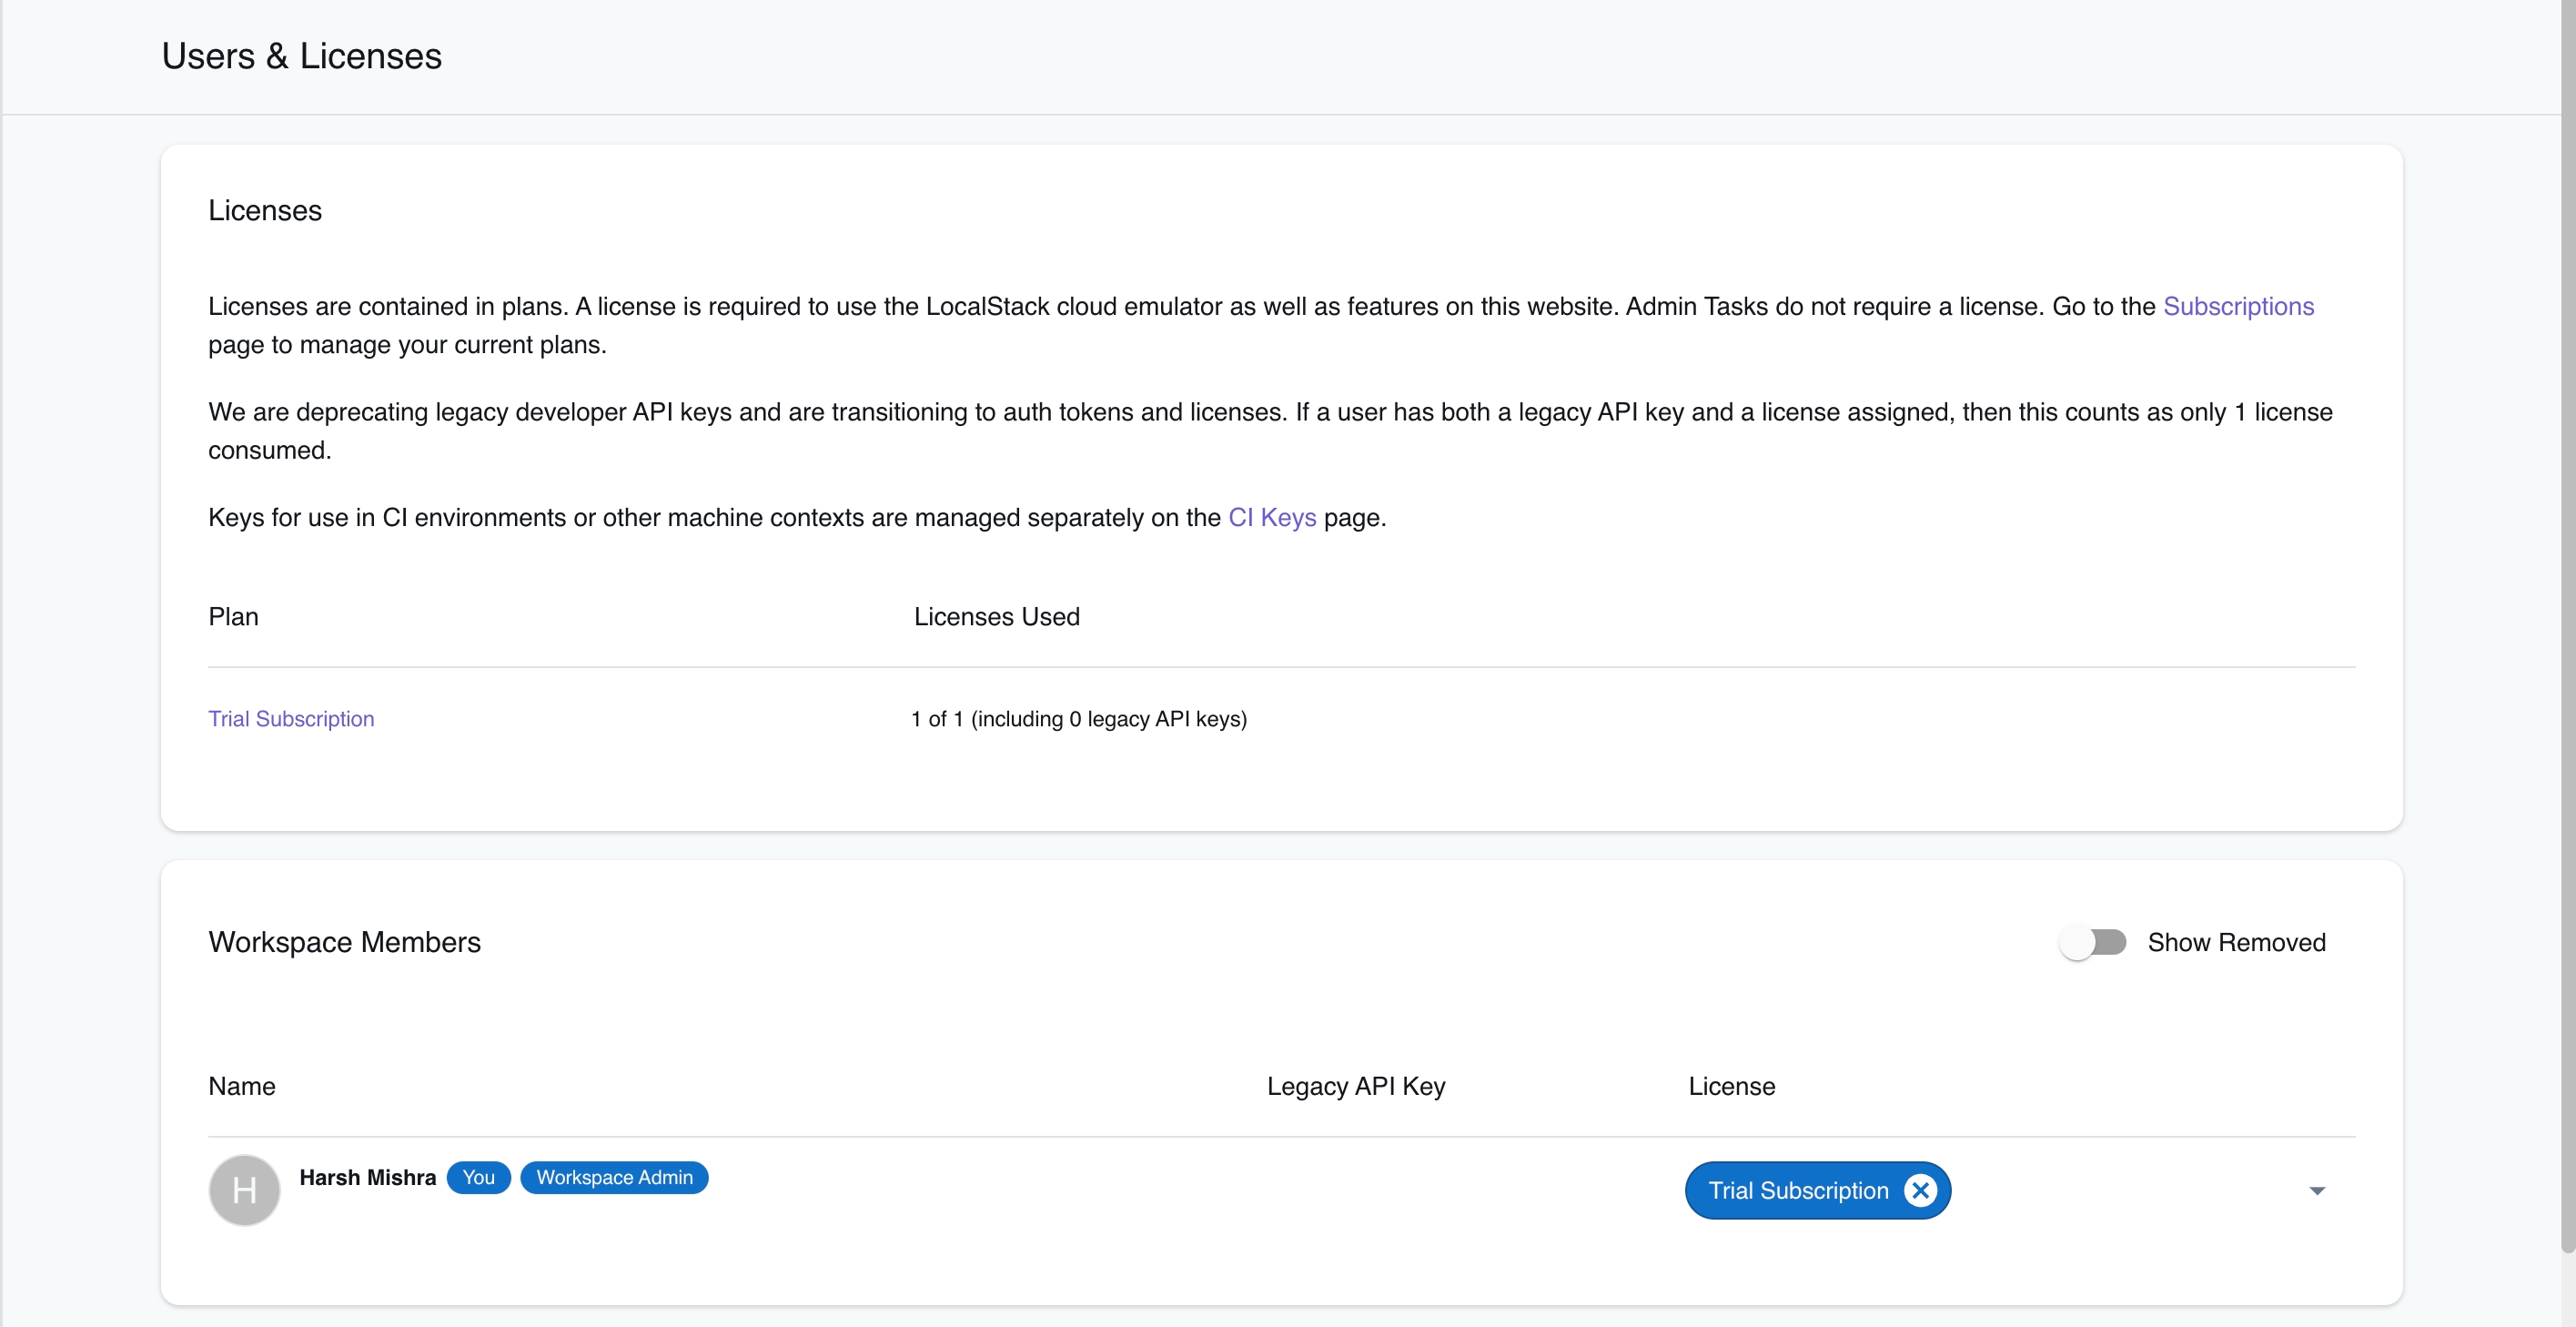 Users & Licenses
Licenses
Licenses are contained in plans. A license is required to use the LocalStack cloud emulator as well as features on this website. Admin Tasks do not require a license. Go to the Subscriptions
page to manage your current plans.
We are deprecating legacy developer API keys and are transitioning to auth tokens and licenses. If a user has both a legacy API key and a license assigned, then this counts as only 1 license
consumed.
Keys for use in CI environments or other machine contexts are managed separately on the CI Keys page.
Plan Licenses Used
Trial Subscription 1 of 1 (including 0 legacy API keys)
Workspace Members Show Removed
Name Legacy API Key License
H Harsh Mishra You Workspace Admin Trial Subscription